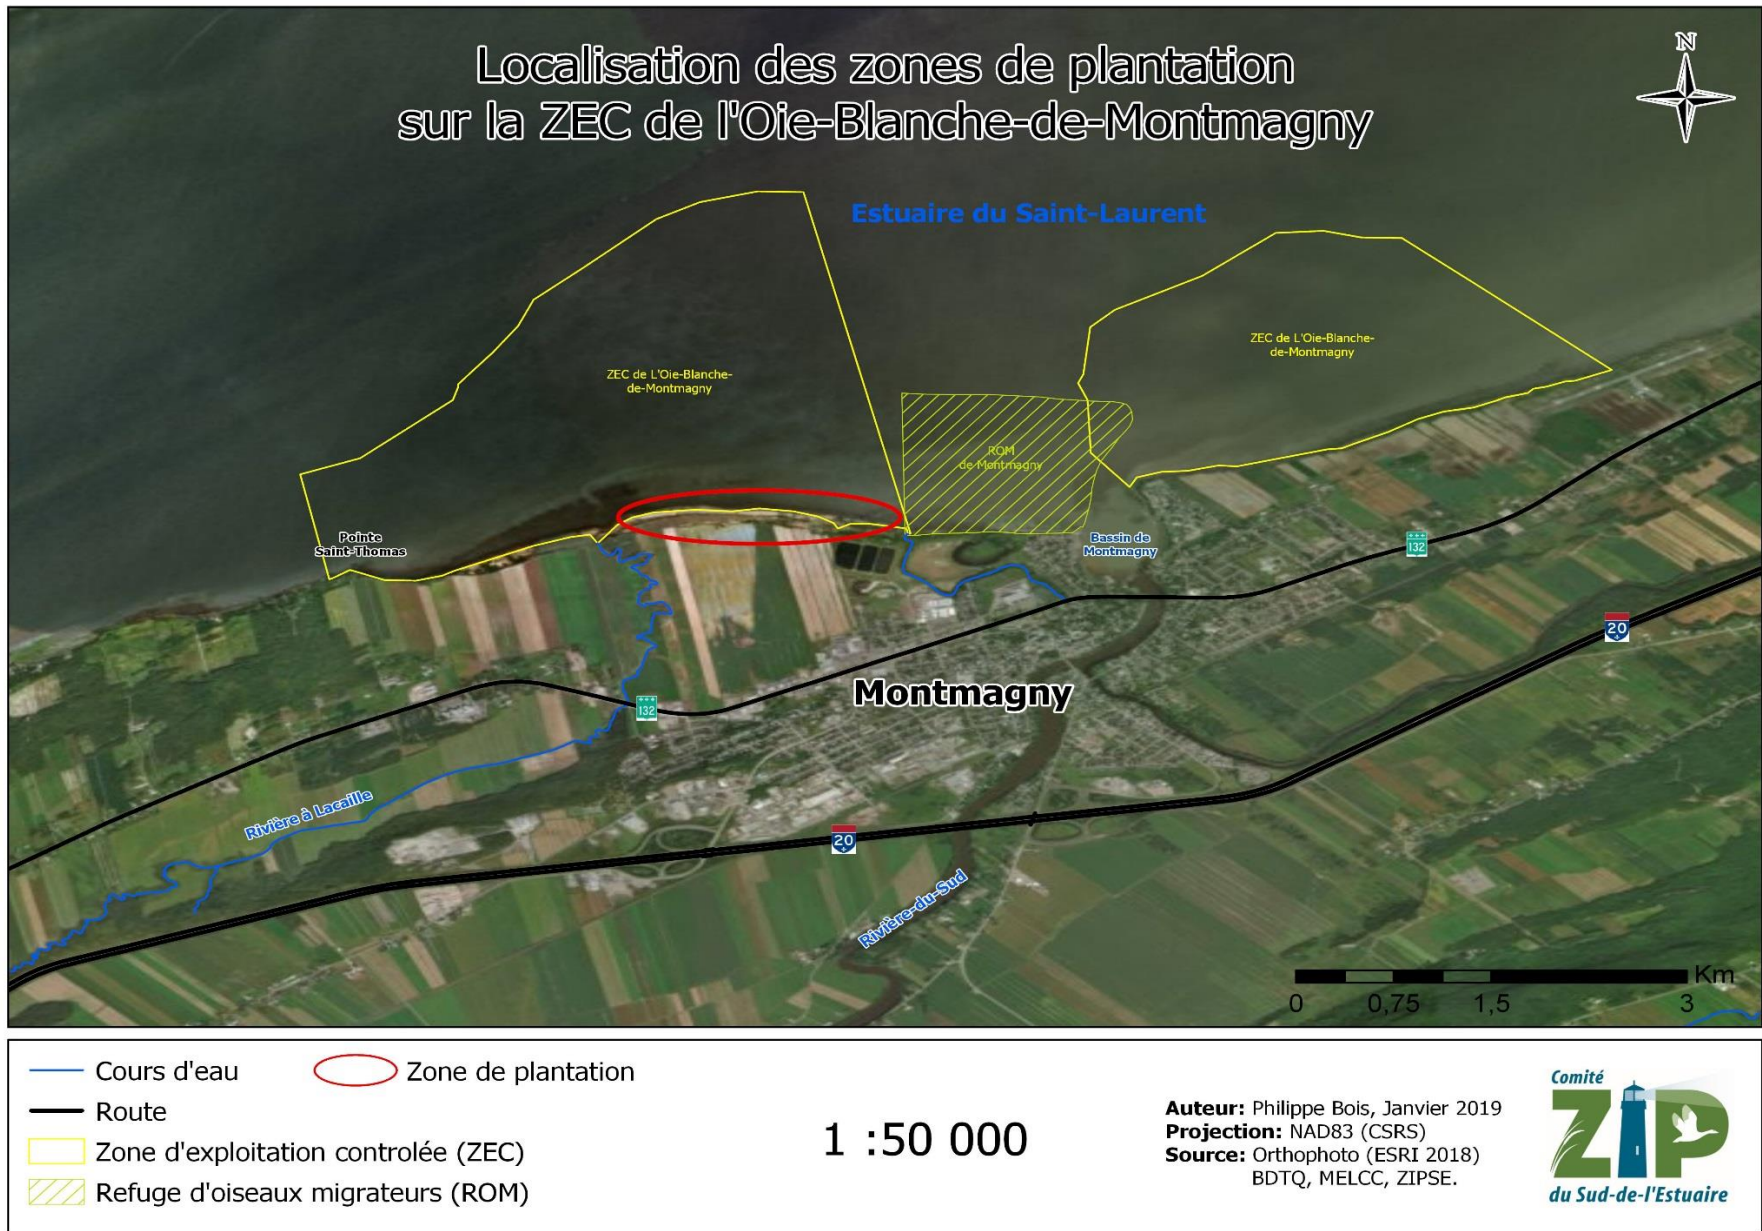 Localisation des zones de plantation
sur la ZEC de l'Oie-Blanche-de-Montmagny
N
Estuaire du Saint-Laurent
ZEC de L'Oie-Blanche-
de-Montmagny
ZEC de L'Oie-Blanche-
de-Montmagny
ROM
de Montmagny
Pointe
Saint-Thomas
Bassin de
Montmagny
132
20
Montmagny
132
Rivière à Lacaille
20
Rivière-du-Sud
Km
0 0,75 1,5 3
Cours d'eau
Zone de plantation
Route
Zone d'exploitation controlée (ZEC)
Refuge d'oiseaux migrateurs (ROM)
1 :50 000
Auteur: Philippe Bois, Janvier 2019
Projection: NAD83 (CSRS)
Source: Orthophoto (ESRI 2018)
BDTQ, MELCC, ZIPSE.
Comité
ZIP
du Sud-de-l'Estuaire